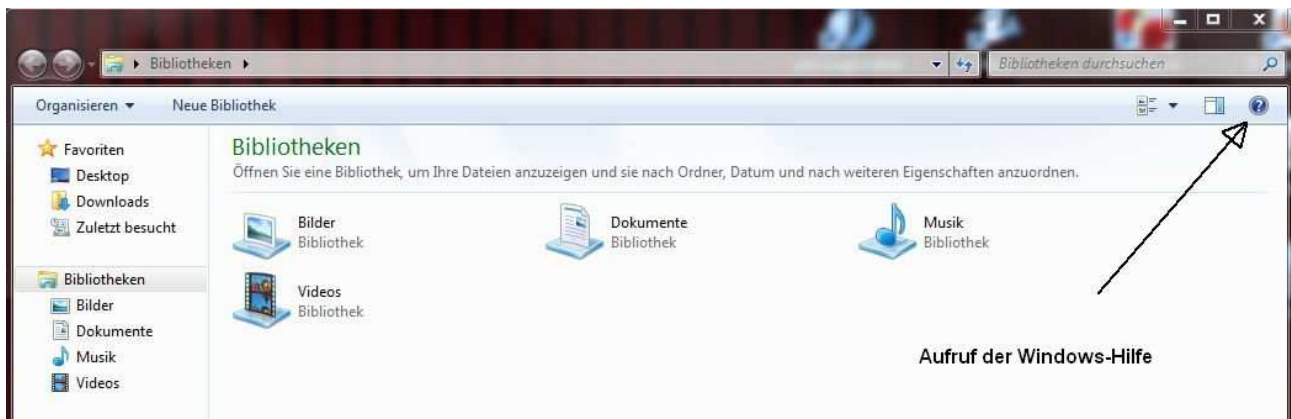 Bibliotheken
Bibliotheken durchsuchen
Organisieren
Neue Bibliothek
Favoriten
Desktop
Downloads
Zuletzt besucht
Bibliotheken
Bilder
Dokumente
Musik
Videos
Bibliotheken
Öffnen Sie eine Bibliothek, um Ihre Dateien anzuzeigen und sie nach Ordner, Datum und nach weiteren Eigenschaften anzuordnen.
Bilder
Bibliothek
Dokumente
Bibliothek
Musik
Bibliothek
Videos
Bibliothek
Aufruf der Windows-Hilfe